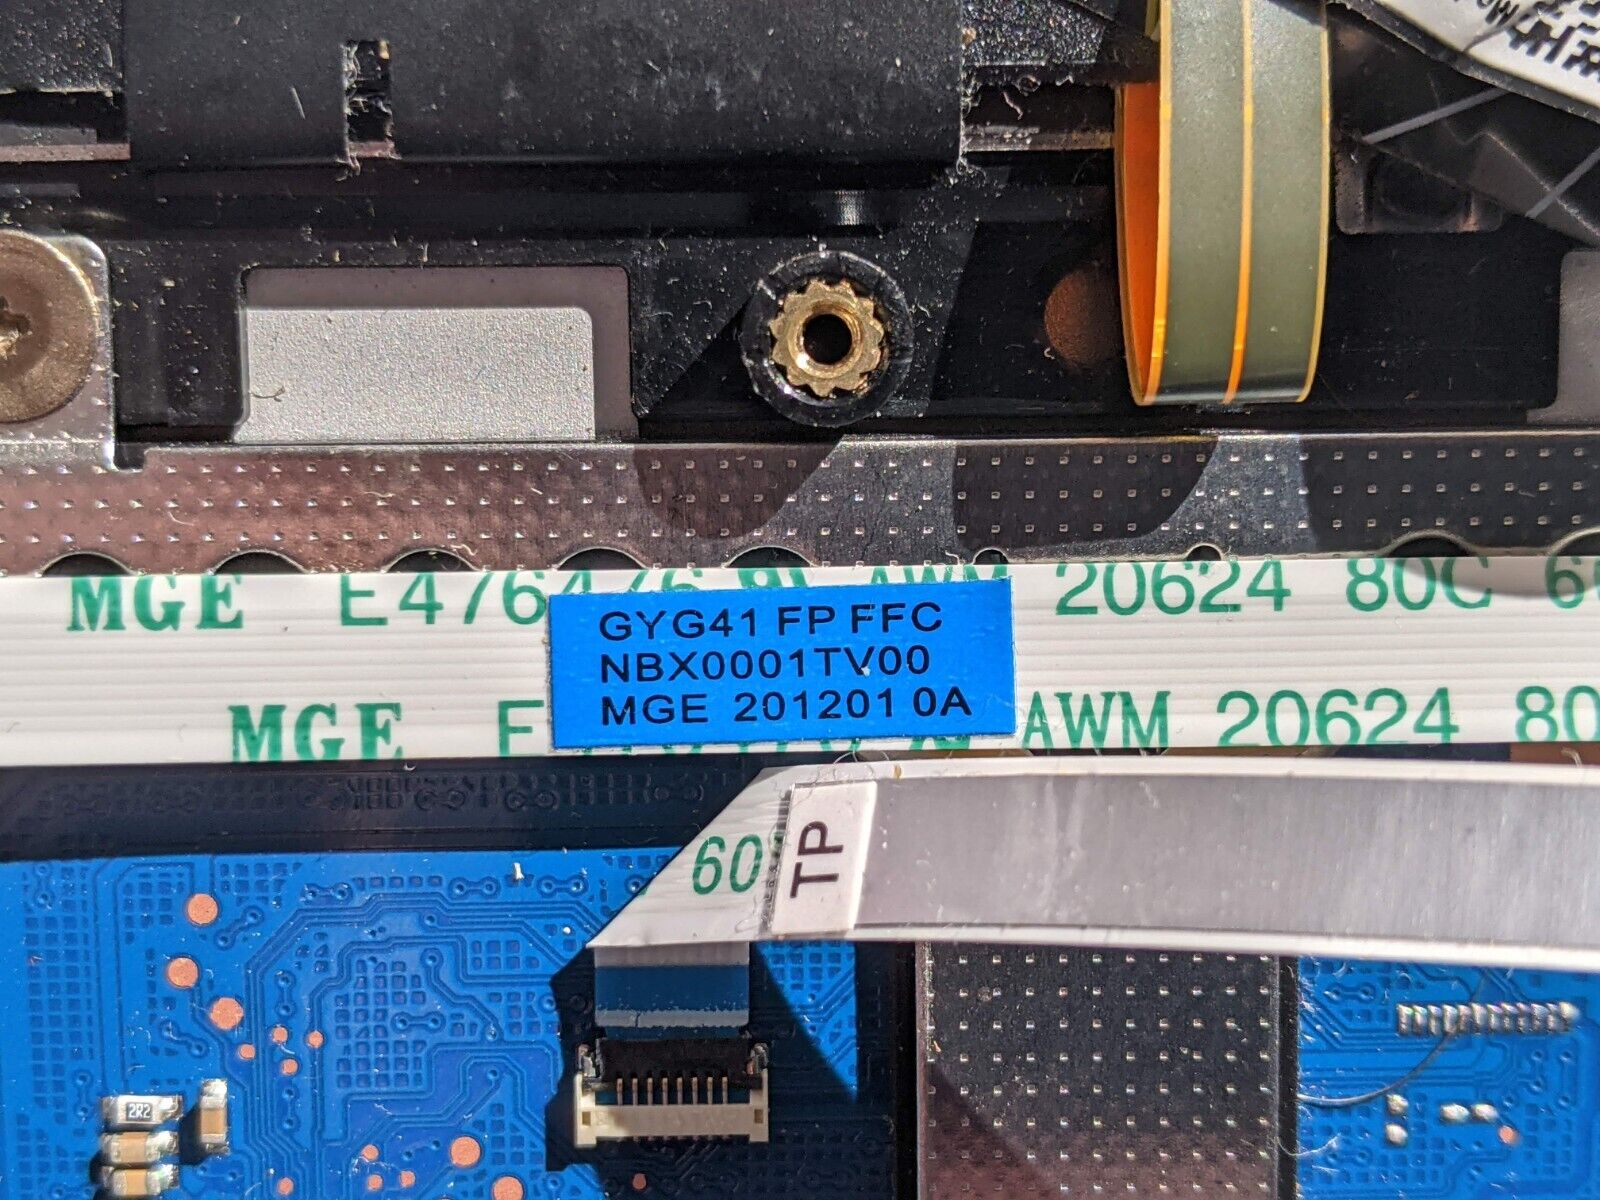 MGE E476476 AWM 20624 80C 60
GYG41 FP FFC
NBX0001TV00
MGE 201201 0A
MGE AWM 20624 80
60
TP
2R2